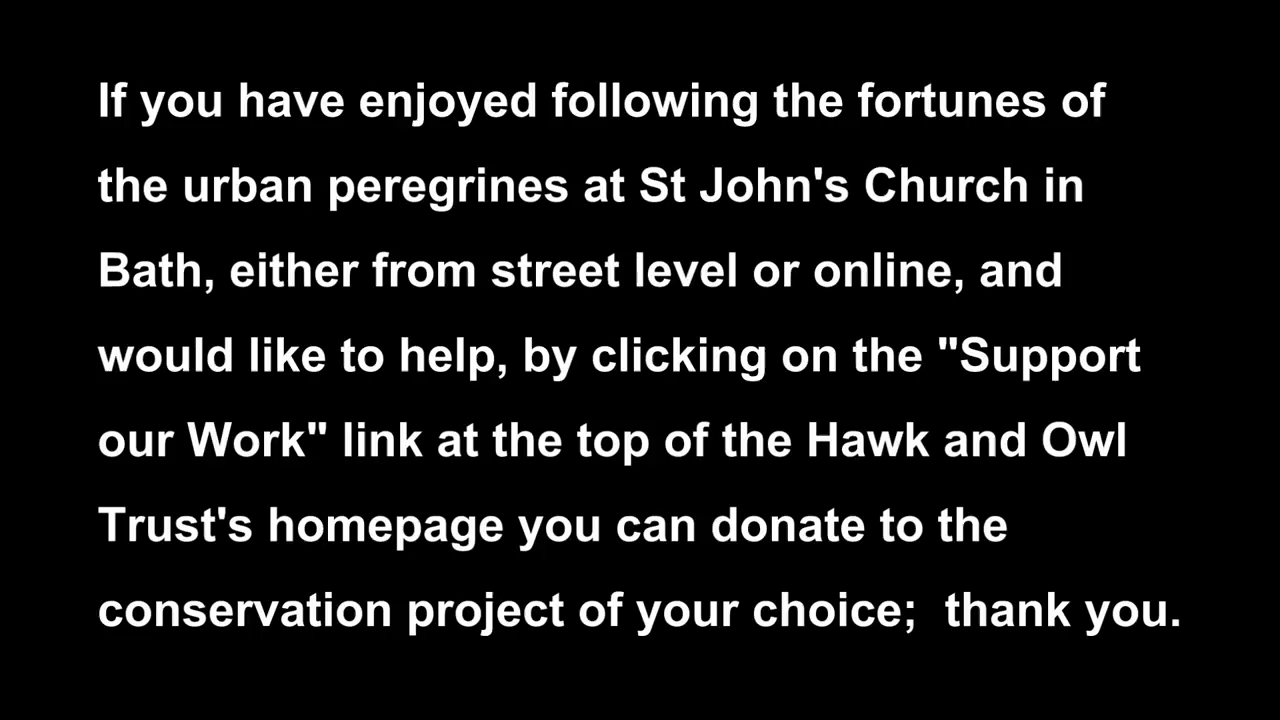 If you have enjoyed following the fortunes of
the urban peregrines at St John's Church in
Bath, either from street level or online, and
would like to help, by clicking on the "Support
our Work" link at the top of the Hawk and Owl
Trust's homepage you can donate to the
conservation project of your choice;  thank you.